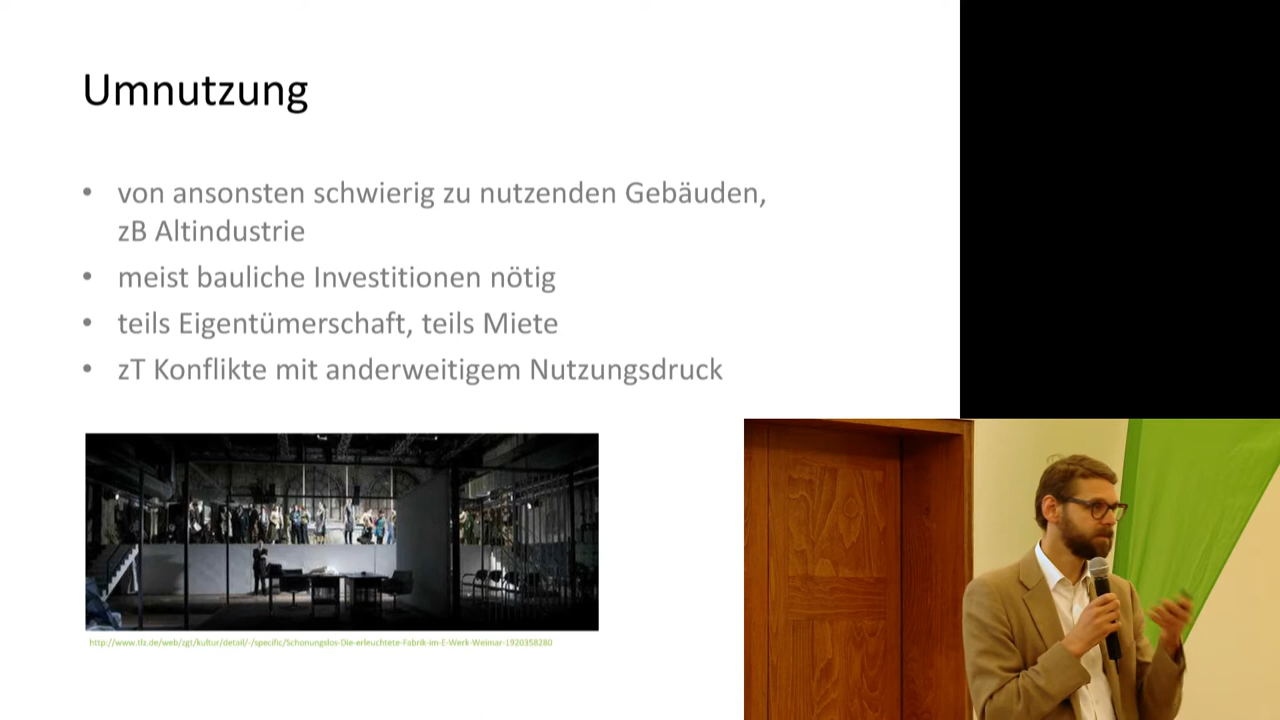 Umnutzung
• von ansonsten schwierig zu nutzenden Gebäuden,
zB Altindustrie
• meist bauliche Investitionen nötig
• teils Eigentümerschaft, teils Miete
• zT Konflikte mit anderweitigem Nutzungsdruck
http://www.tlz.de/web/zgt/kultur/detail/-/specific/Schonungslos-Die-erleuchtete-Fabrik-im-E-Werk-Weimar-1920358280